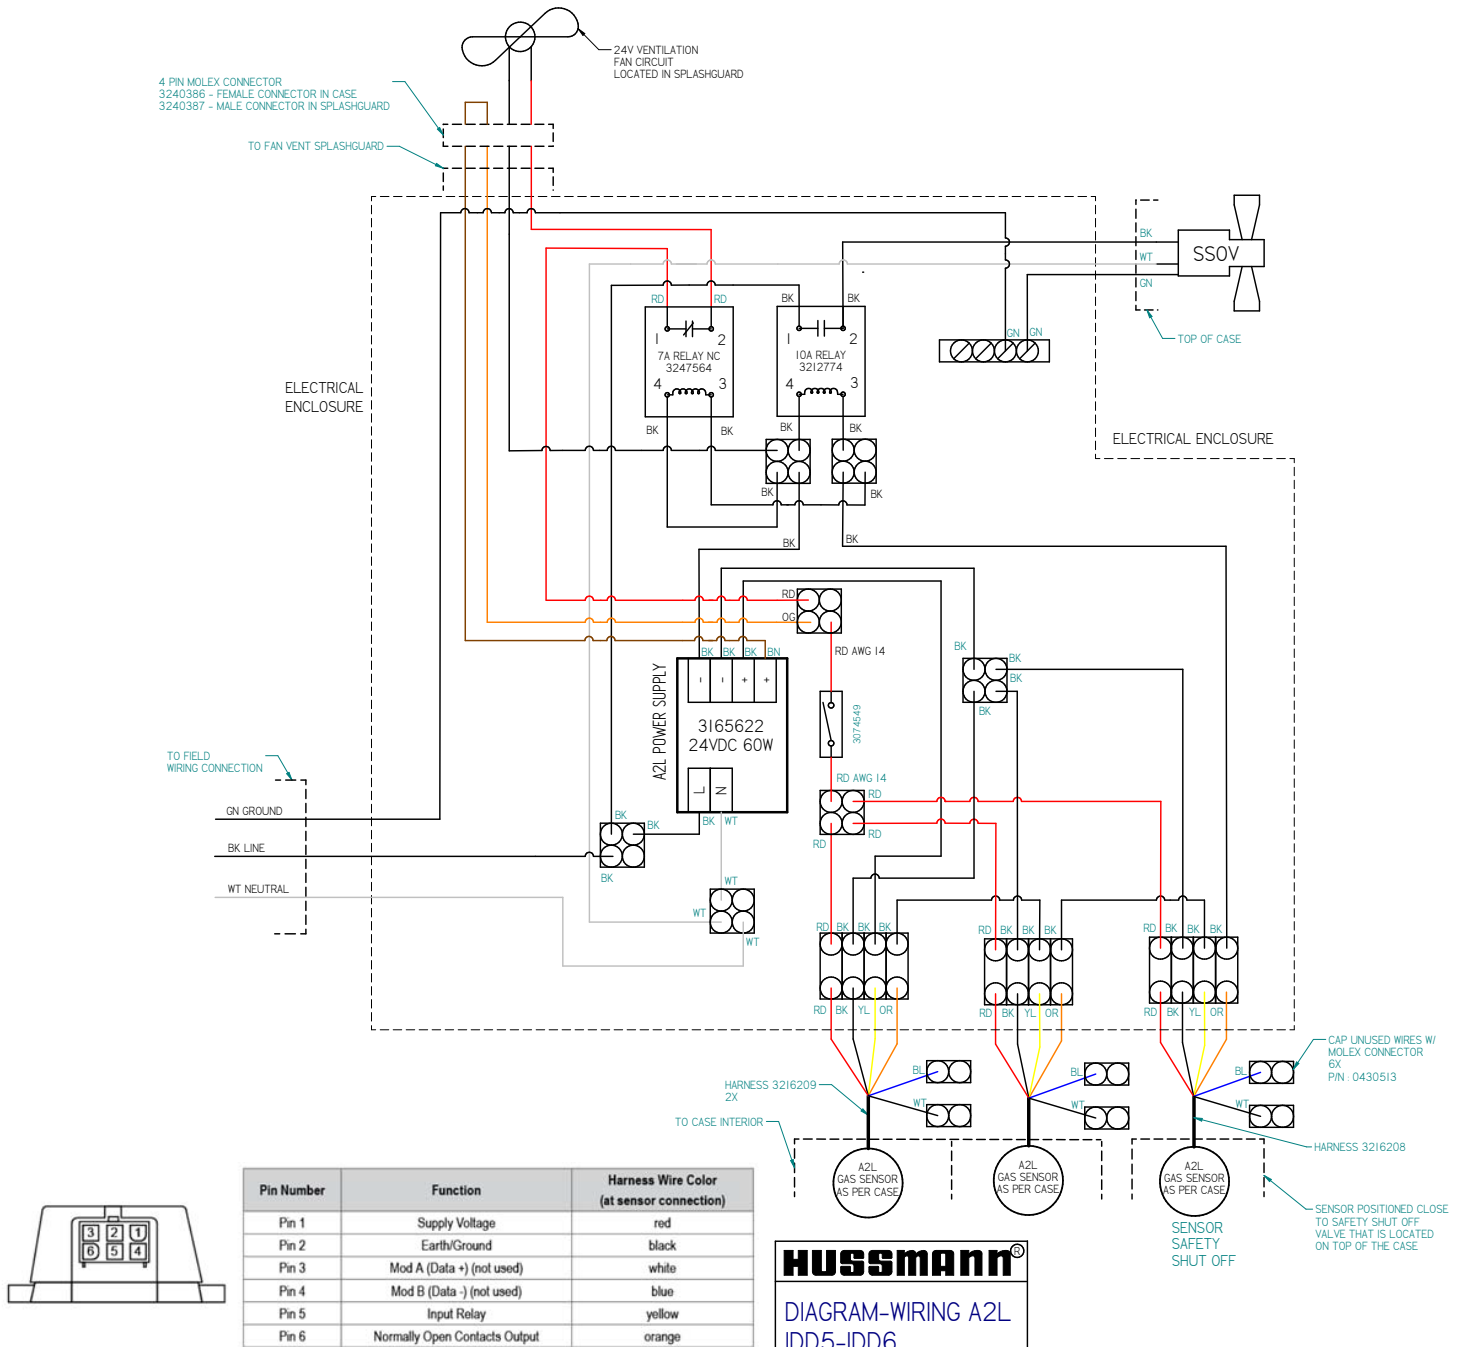 24V VENTILATION
FAN CIRCUIT
LOCATED IN SPLASHGUARD
4 PIN MOLEX CONNECTOR
3240386 - FEMALE CONNECTOR IN CASE
3240387 - MALE CONNECTOR IN SPLASHGUARD
TO FAN VENT SPLASHGUARD
BK
WT
GN
SSOV
TOP OF CASE
RD RD
BK BK
1 2
7A RELAY NC
3247564
4 3
1 2
10A RELAY
3212774
4 3
GN GN
ELECTRICAL
ENCLOSURE
ELECTRICAL ENCLOSURE
BK BK
BK BK
BK BK
BK BK
RD
OG
BK BK BK BN
RD AWG 14
BK BK
BK
BK
A2L POWER SUPPLY
- - + +
3165622
24VDC 60W
L N
3074549
TO FIELD
WIRING CONNECTION
RD AWG 14
RD
RD
RD
GN GROUND
BK LINE
WT NEUTRAL
BK BK
BK WT
BK
WT
WT
WT
RD BK BK BK
RD BK BK BK
RD BK BK BK
RD BK YL OR
RD BK YL OR
RD BK YL OR
BL
WT
BL
WT
BL
WT
CAP UNUSED WIRES W/
MOLEX CONNECTOR
6X
P/N : 0430513
HARNESS 3216209
2X
TO CASE INTERIOR
HARNESS 3216208
A2L
GAS SENSOR
AS PER CASE
A2L
GAS SENSOR
AS PER CASE
A2L
GAS SENSOR
AS PER CASE
SENSOR
SAFETY
SHUT OFF
SENSOR POSITIONED CLOSE
TO SAFETY SHUT OFF
VALVE THAT IS LOCATED
ON TOP OF THE CASE
3 2 1
6 5 4
Pin Number Function Harness Wire Color
(at sensor connection)
Pin 1 Supply Voltage red
Pin 2 Earth/Ground black
Pin 3 Mod A (Data +) (not used) white
Pin 4 Mod B (Data -) (not used) blue
Pin 5 Input Relay yellow
Pin 6 Normally Open Contacts Output orange
HUSSMANN®
DIAGRAM-WIRING A2L
IDD5-IDD6